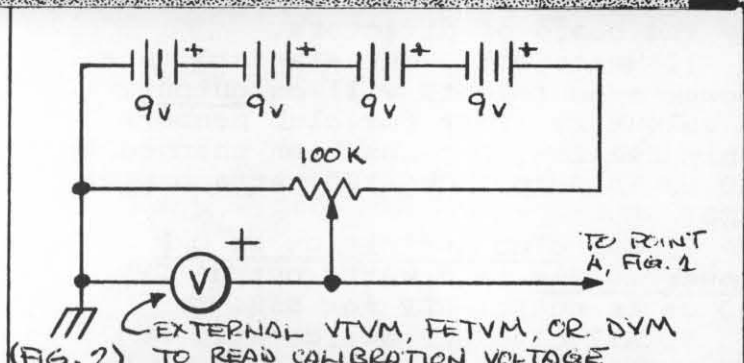 + + + +
9v 9v 9v 9v
100K
+
TO POINT
A, FIG. 1
V
EXTERNAL VTVM, FETVM, OR DVM
(FIG. 2) TO READ CALIBRATION VOLTAGE